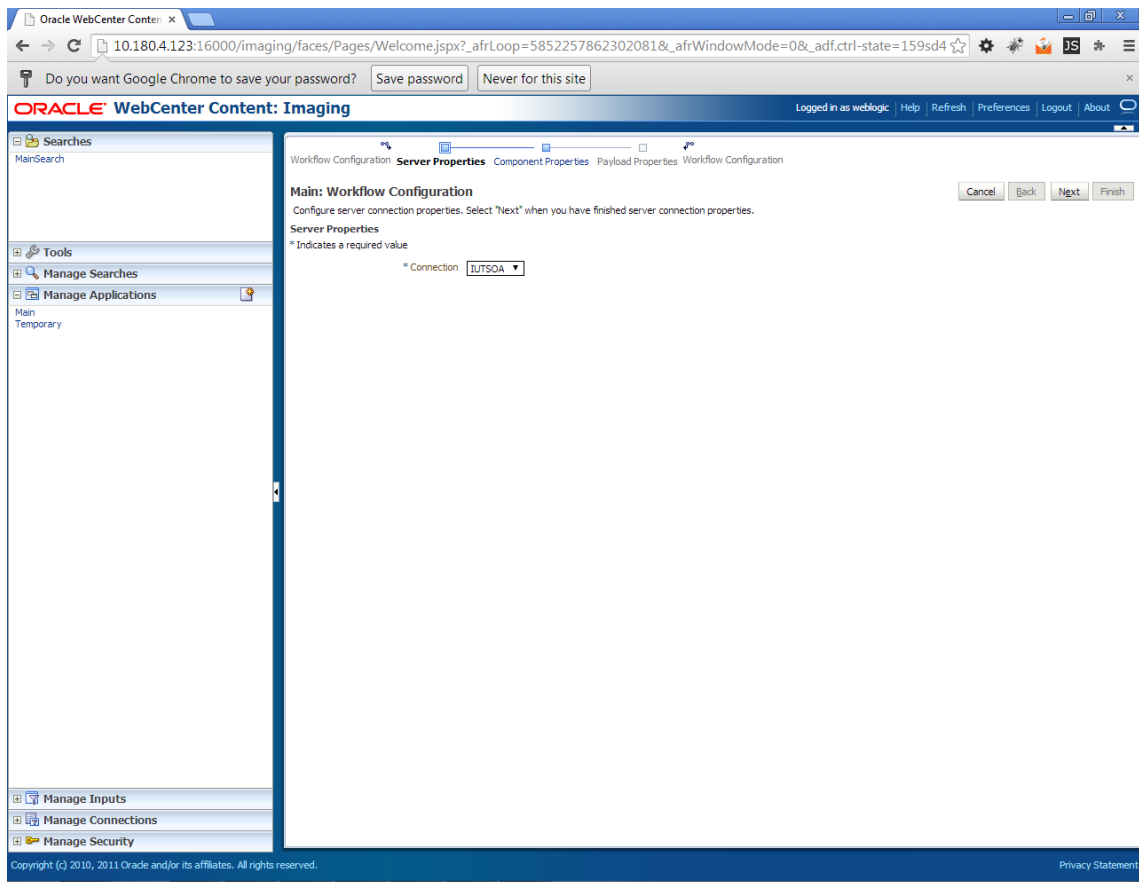 Oracle WebCenter Conten ×
10.180.4.123:16000/imaging/faces/Pages/Welcome.jspx?_afrLoop=5852257862302081&_afrWindowMode=0&_adf.ctrl-state=159sd4
JS
Do you want Google Chrome to save your password? Save password Never for this site ×
ORACLE WebCenter Content: Imaging
Logged in as weblogic Help Refresh Preferences Logout About
Searches
MainSearch
Tools
Manage Searches
Manage Applications
Main
Temporary
Manage Inputs
Manage Connections
Manage Security
Workflow Configuration Server Properties Component Properties Payload Properties Workflow Configuration
Main: Workflow Configuration
Cancel Back Next Finish
Configure server connection properties. Select "Next" when you have finished server connection properties.
Server Properties
* Indicates a required value
* Connection IUTSOA
Copyright (c) 2010, 2011 Oracle and/or its affiliates. All rights reserved.
Privacy Statement